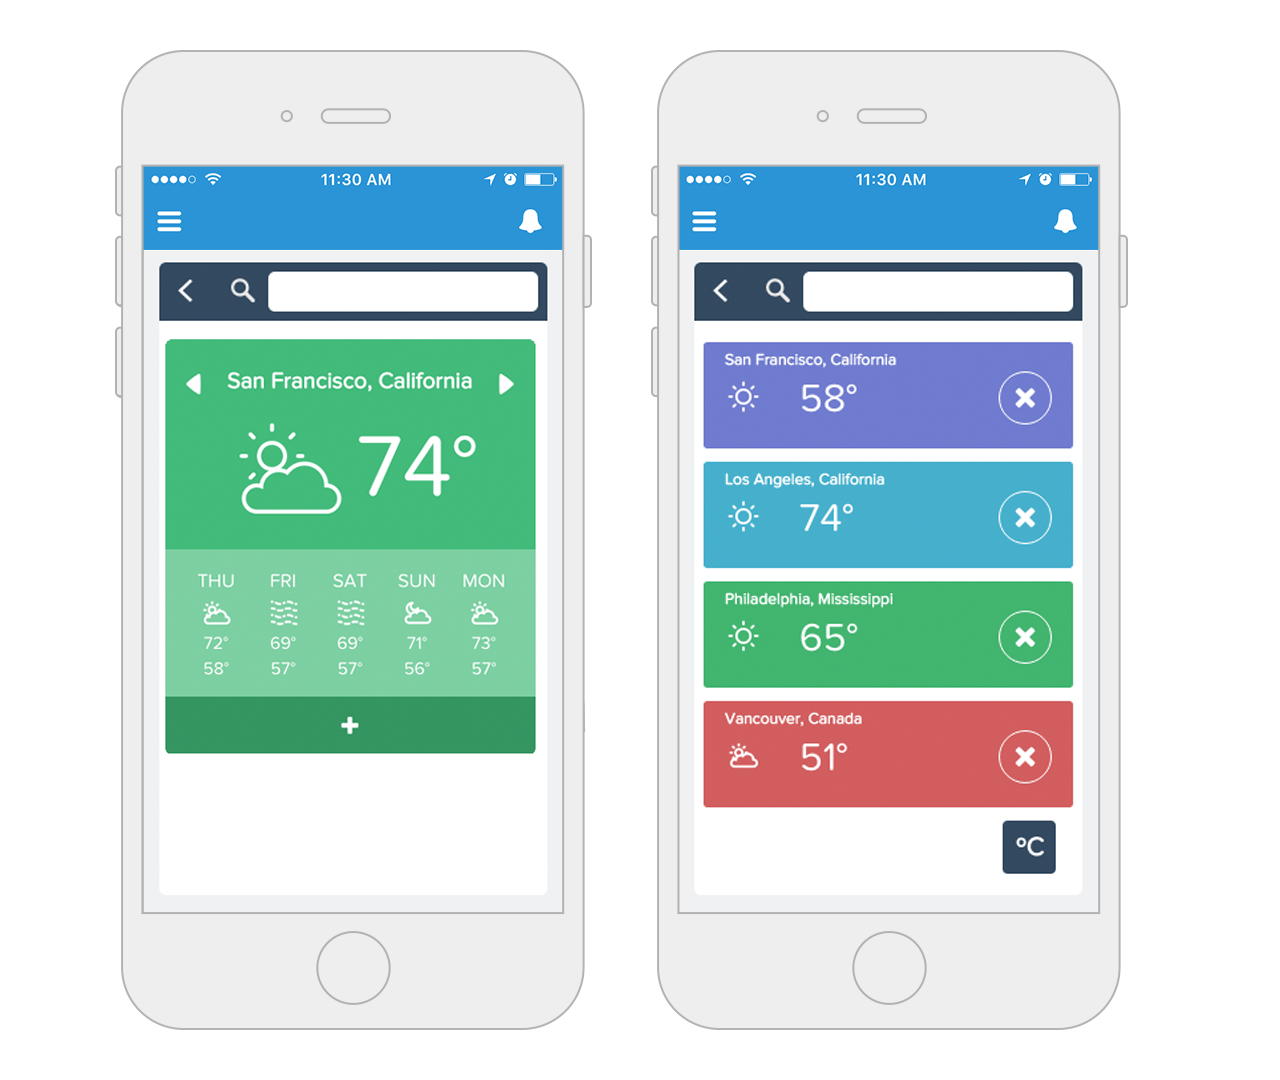 11:30 AM
San Francisco, California
74°
THU FRI SAT SUN MON
72° 69° 69° 71° 73°
58° 57° 57° 56° 57°
11:30 AM
San Francisco, California
58°
Los Angeles, California
74°
Philadelphia, Mississippi
65°
Vancouver, Canada
51°
°C